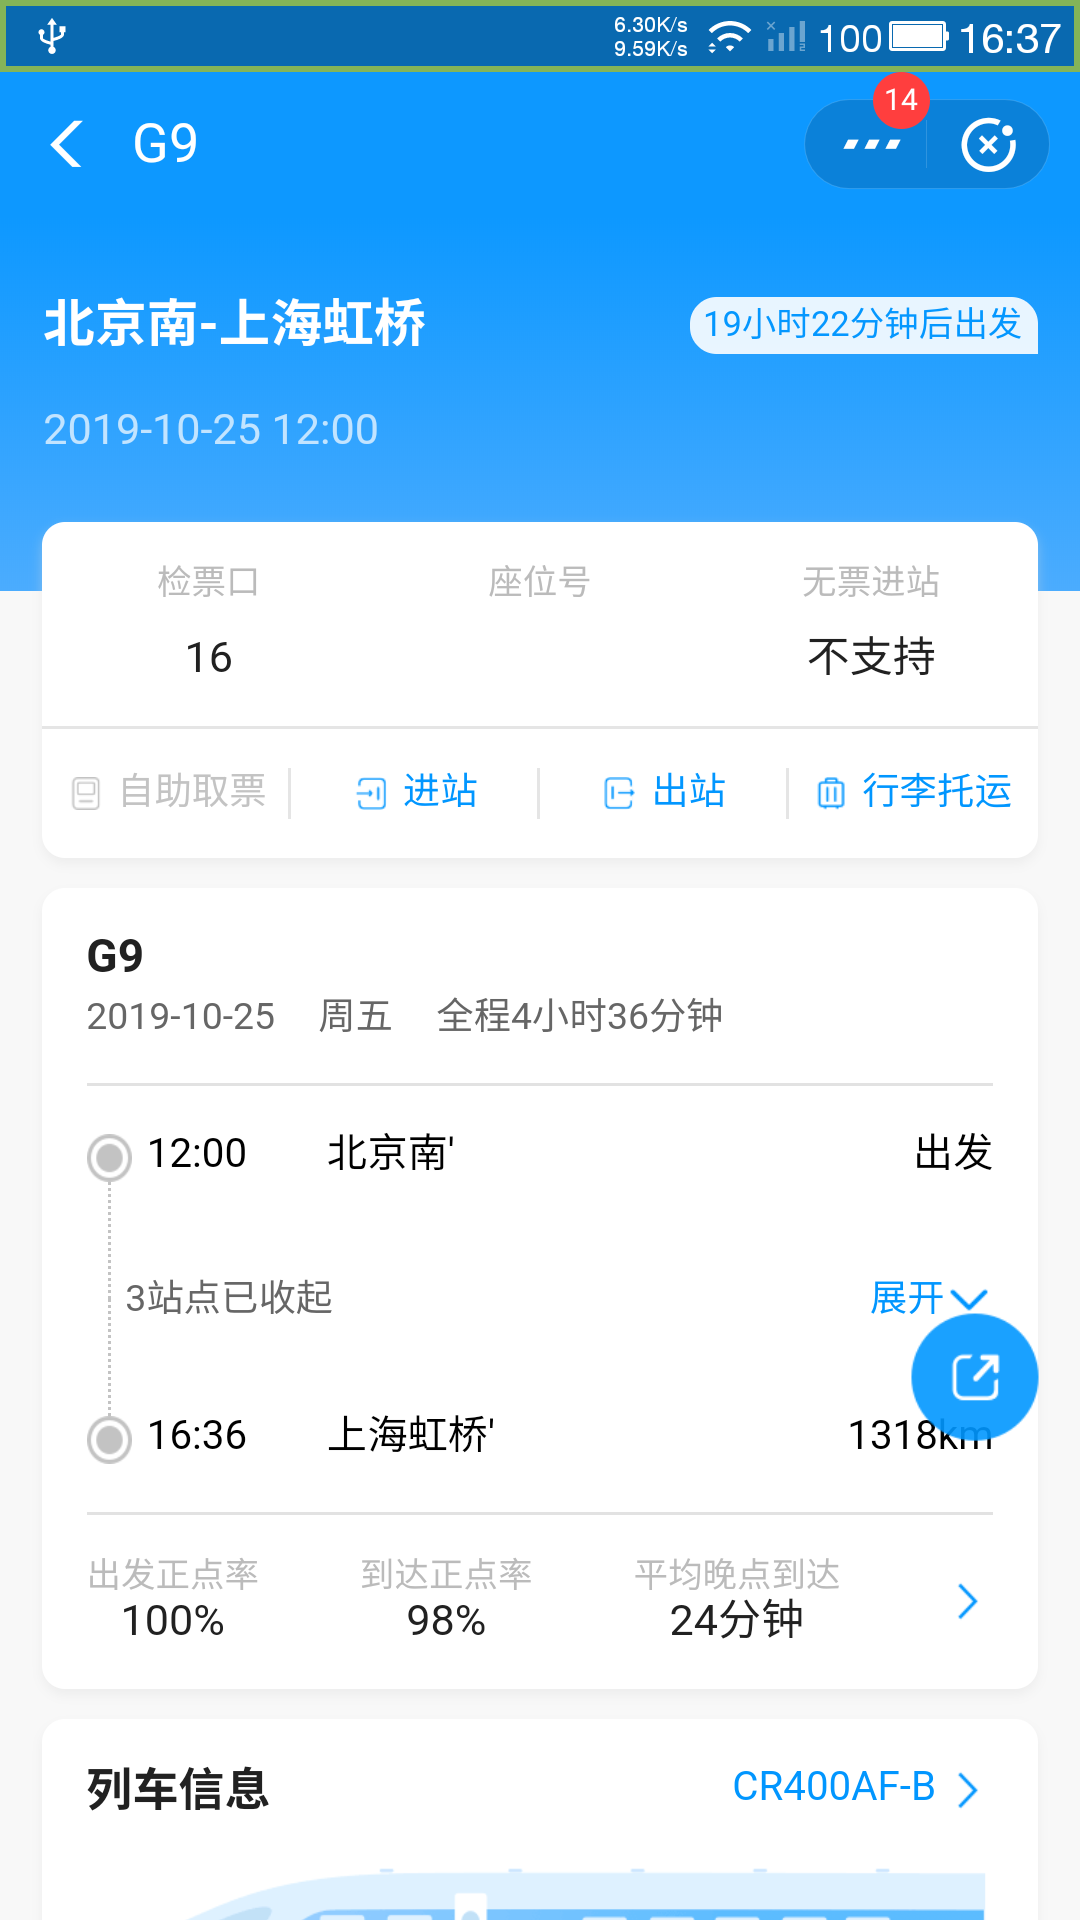 6.30K/s
9.59K/s
100
16:37
G9
14
北京南-上海虹桥
19小时22分钟后出发
2019-10-25 12:00
检票口 座位号 无票进站
16 不支持
自助取票 进站 出站 行李托运
G9
2019-10-25 周五 全程4小时36分钟
12:00 北京南' 出发
3站点已收起 展开
16:36 上海虹桥' 1318km
出发正点率 到达正点率 平均晚点到达
100% 98% 24分钟
列车信息 CR400AF-B